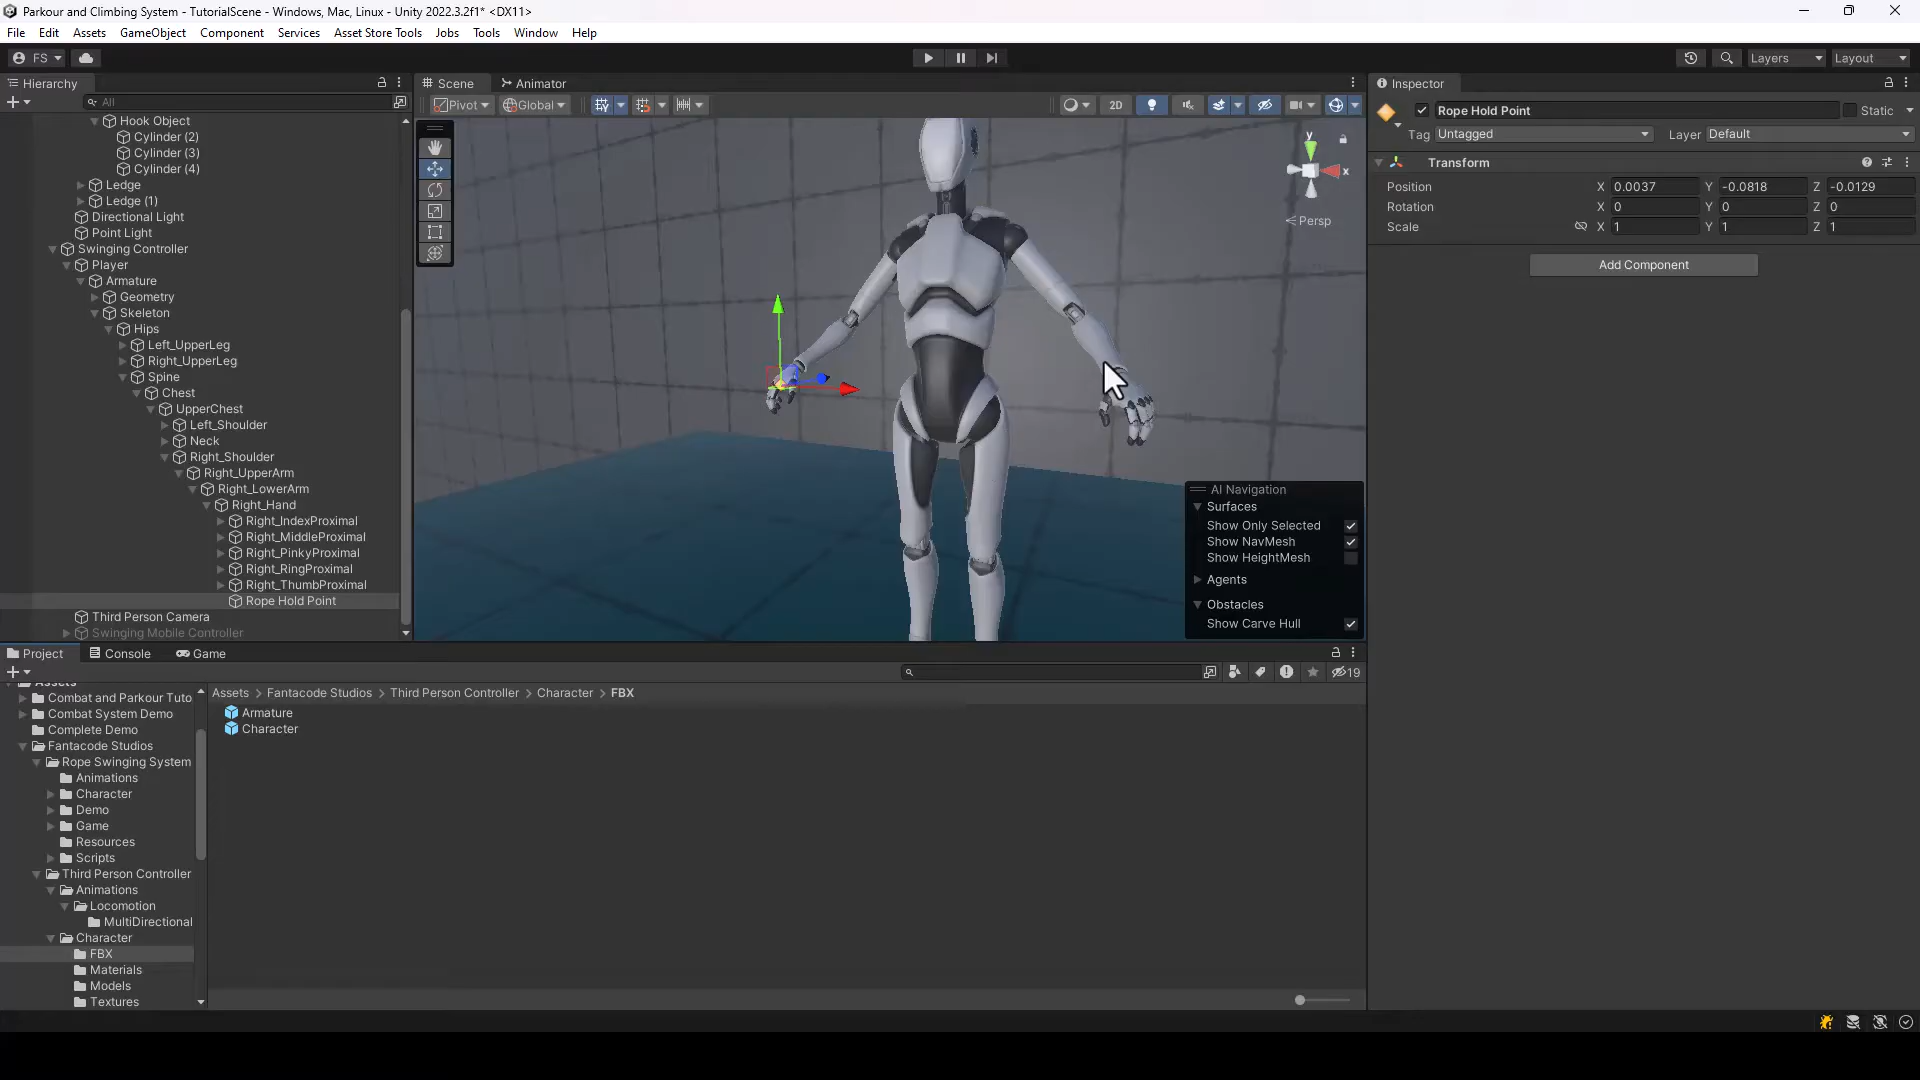 Parkour and Climbing System - TutorialScene - Windows, Mac, Linux - Unity 2022.3.2f1* <DX11>
File Edit Assets GameObject Component Services Asset Store Tools Jobs Tools Window Help
FS Layers Layout
Hierarchy
All
Hook Object
Cylinder (2)
Cylinder (3)
Cylinder (4)
Ledge
Ledge (1)
Directional Light
Point Light
Swinging Controller
Player
Armature
Geometry
Skeleton
Hips
Left_UpperLeg
Right_UpperLeg
Spine
Chest
UpperChest
Left_Shoulder
Neck
Right_Shoulder
Right_UpperArm
Right_LowerArm
Right_Hand
Right_IndexProximal
Right_MiddleProximal
Right_PinkyProximal
Right_RingProximal
Right_ThumbProximal
Rope Hold Point
Third Person Camera
Swinging Mobile Controller
Scene Animator
Pivot Global 2D
y
x
Persp
AI Navigation
Surfaces
Show Only Selected
Show NavMesh
Show HeightMesh
Agents
Obstacles
Show Carve Hull
Inspector
Rope Hold Point Static
Tag Untagged Layer Default
Transform
Position X 0.0037 Y -0.0818 Z -0.0129
Rotation X 0 Y 0 Z 0
Scale X 1 Y 1 Z 1
Add Component
Project Console Game
19
Assets
Combat and Parkour Tuto
Combat System Demo
Complete Demo
Fantacode Studios
Rope Swinging System
Animations
Character
Demo
Game
Resources
Scripts
Third Person Controller
Animations
Locomotion
MultiDirectional
Character
FBX
Materials
Models
Textures
Assets > Fantacode Studios > Third Person Controller > Character > FBX
Armature
Character